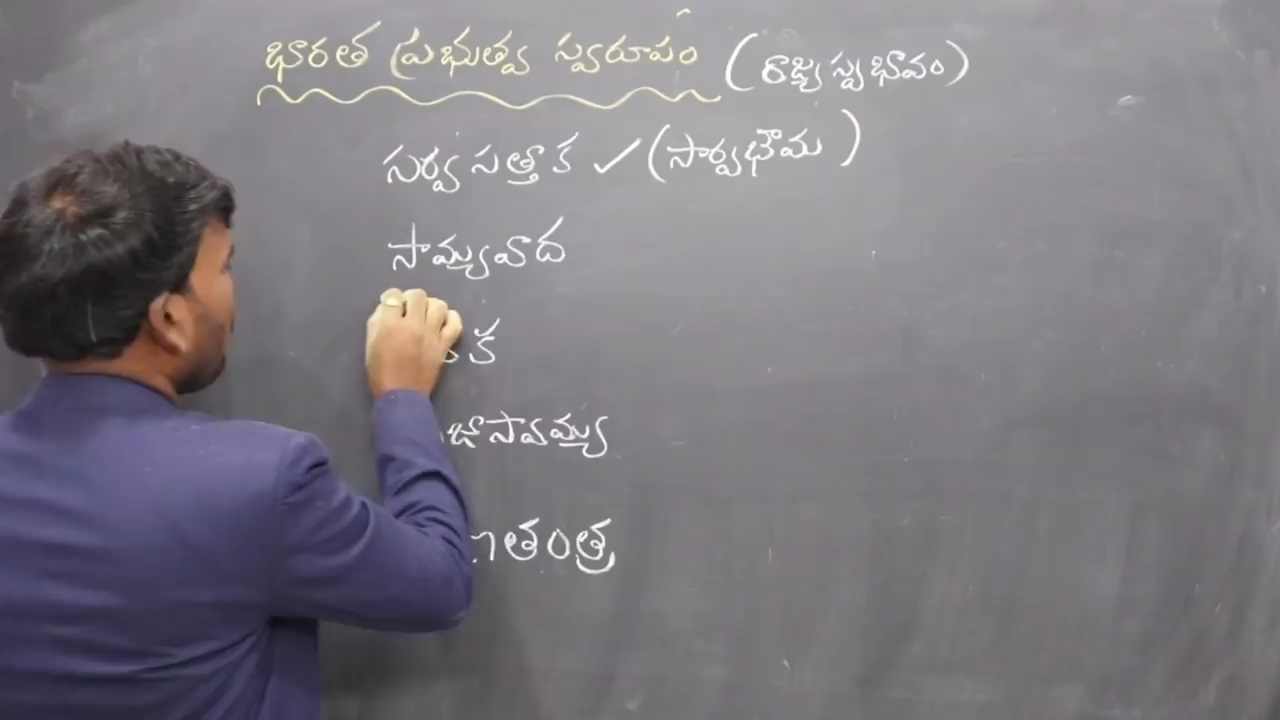 భారత ప్రభుత్వ స్వరూపం (రాజ్య స్వభావం)
సర్వసత్తాక ✓ (సార్వభౌమ)
సామ్యవాద